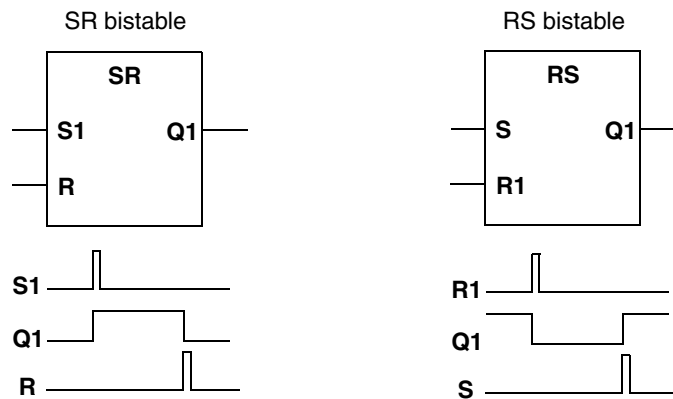 SR bistable
SR
S1 Q1
R
S1
Q1
R
RS bistable
RS
S Q1
R1
R1
Q1
S